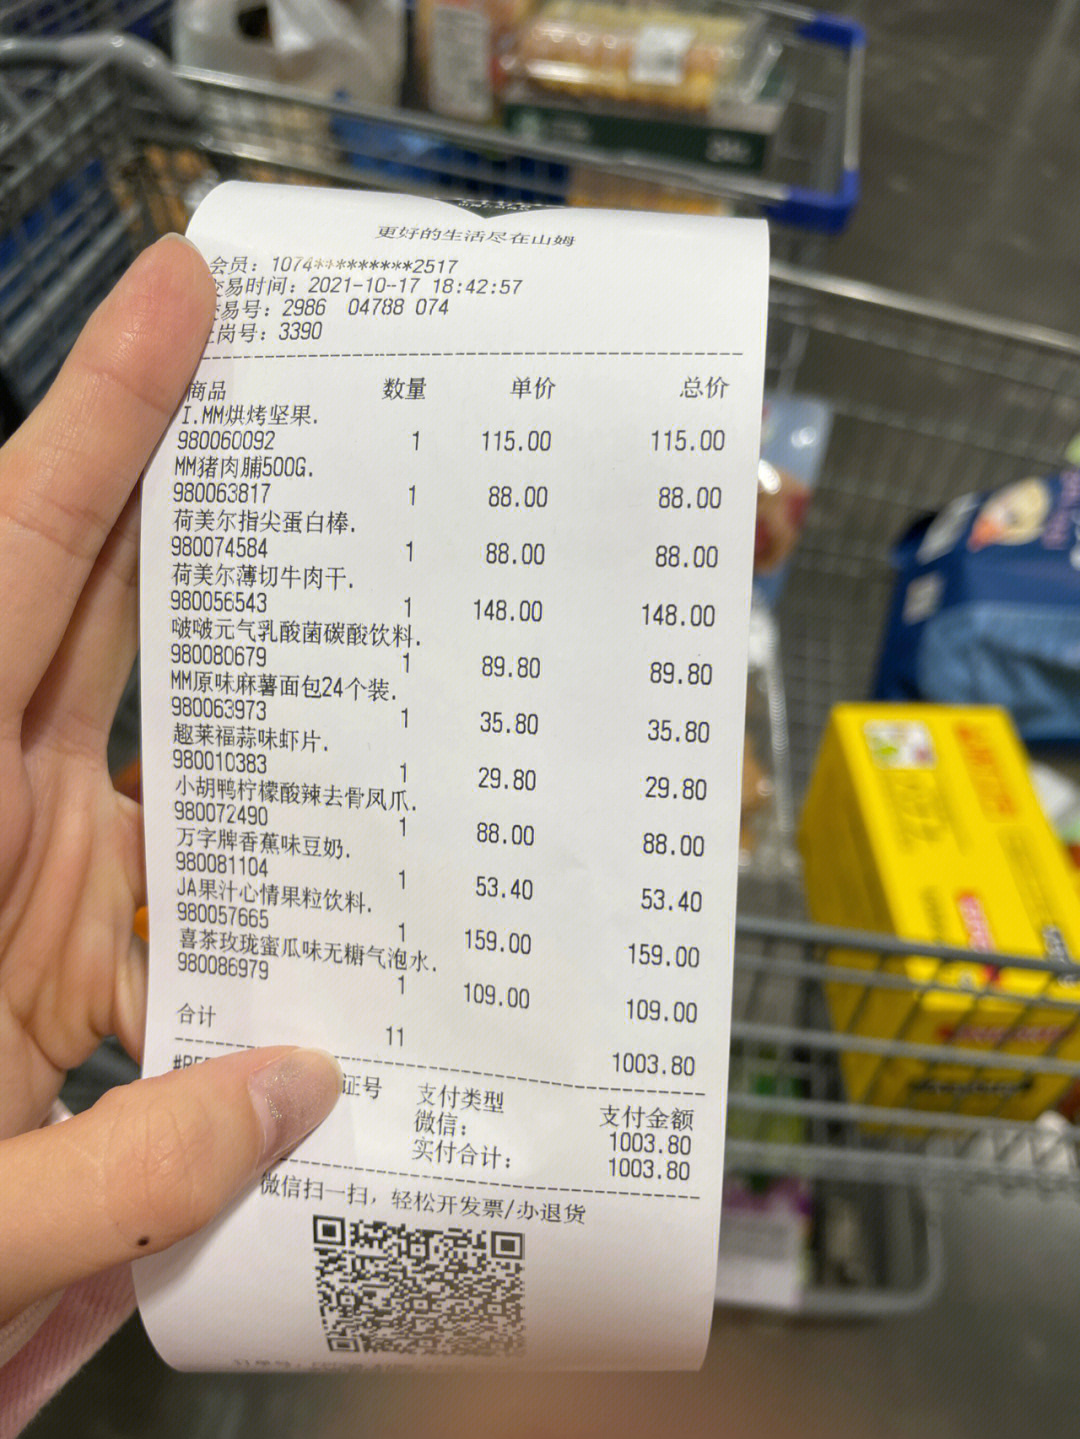 更好的生活尽在山姆
会员：1074**********2517
交易时间：2021-10-17 18:42:57
交易号：2986 04788 074
岗号：3390
商品 数量 单价 总价
I.MM烘烤坚果.
980060092 1 115.00 115.00
MM猪肉脯500G.
980063817 1 88.00 88.00
荷美尔指尖蛋白棒.
980074584 1 88.00 88.00
荷美尔薄切牛肉干.
980056543 1 148.00 148.00
啵啵元气乳酸菌碳酸饮料.
980080679 1 89.80 89.80
MM原味麻薯面包24个装.
980063973 1 35.80 35.80
趣莱福蒜味虾片.
980010383 1 29.80 29.80
小胡鸭柠檬酸辣去骨凤爪.
980072490 1 88.00 88.00
万字牌香蕉味豆奶.
980081104 1 53.40 53.40
JA果汁心情果粒饮料.
980057665 1 159.00 159.00
喜茶玫珑蜜瓜味无糖气泡水.
980086979 1 109.00 109.00
合计 11 1003.80
证号 支付类型 支付金额
微信： 1003.80
实付合计： 1003.80
微信扫一扫，轻松开发票/办退货